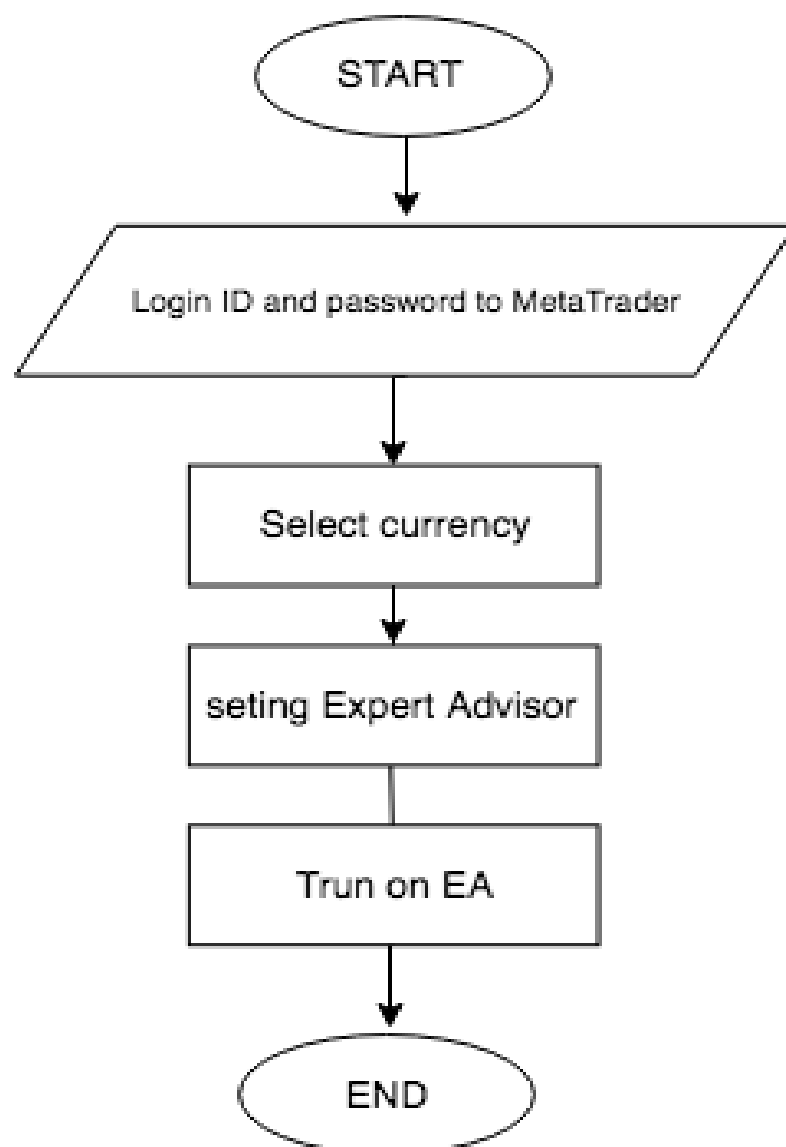 START
Login ID and password to MetaTrader
Select currency
seting Expert Advisor
Trun on EA
END